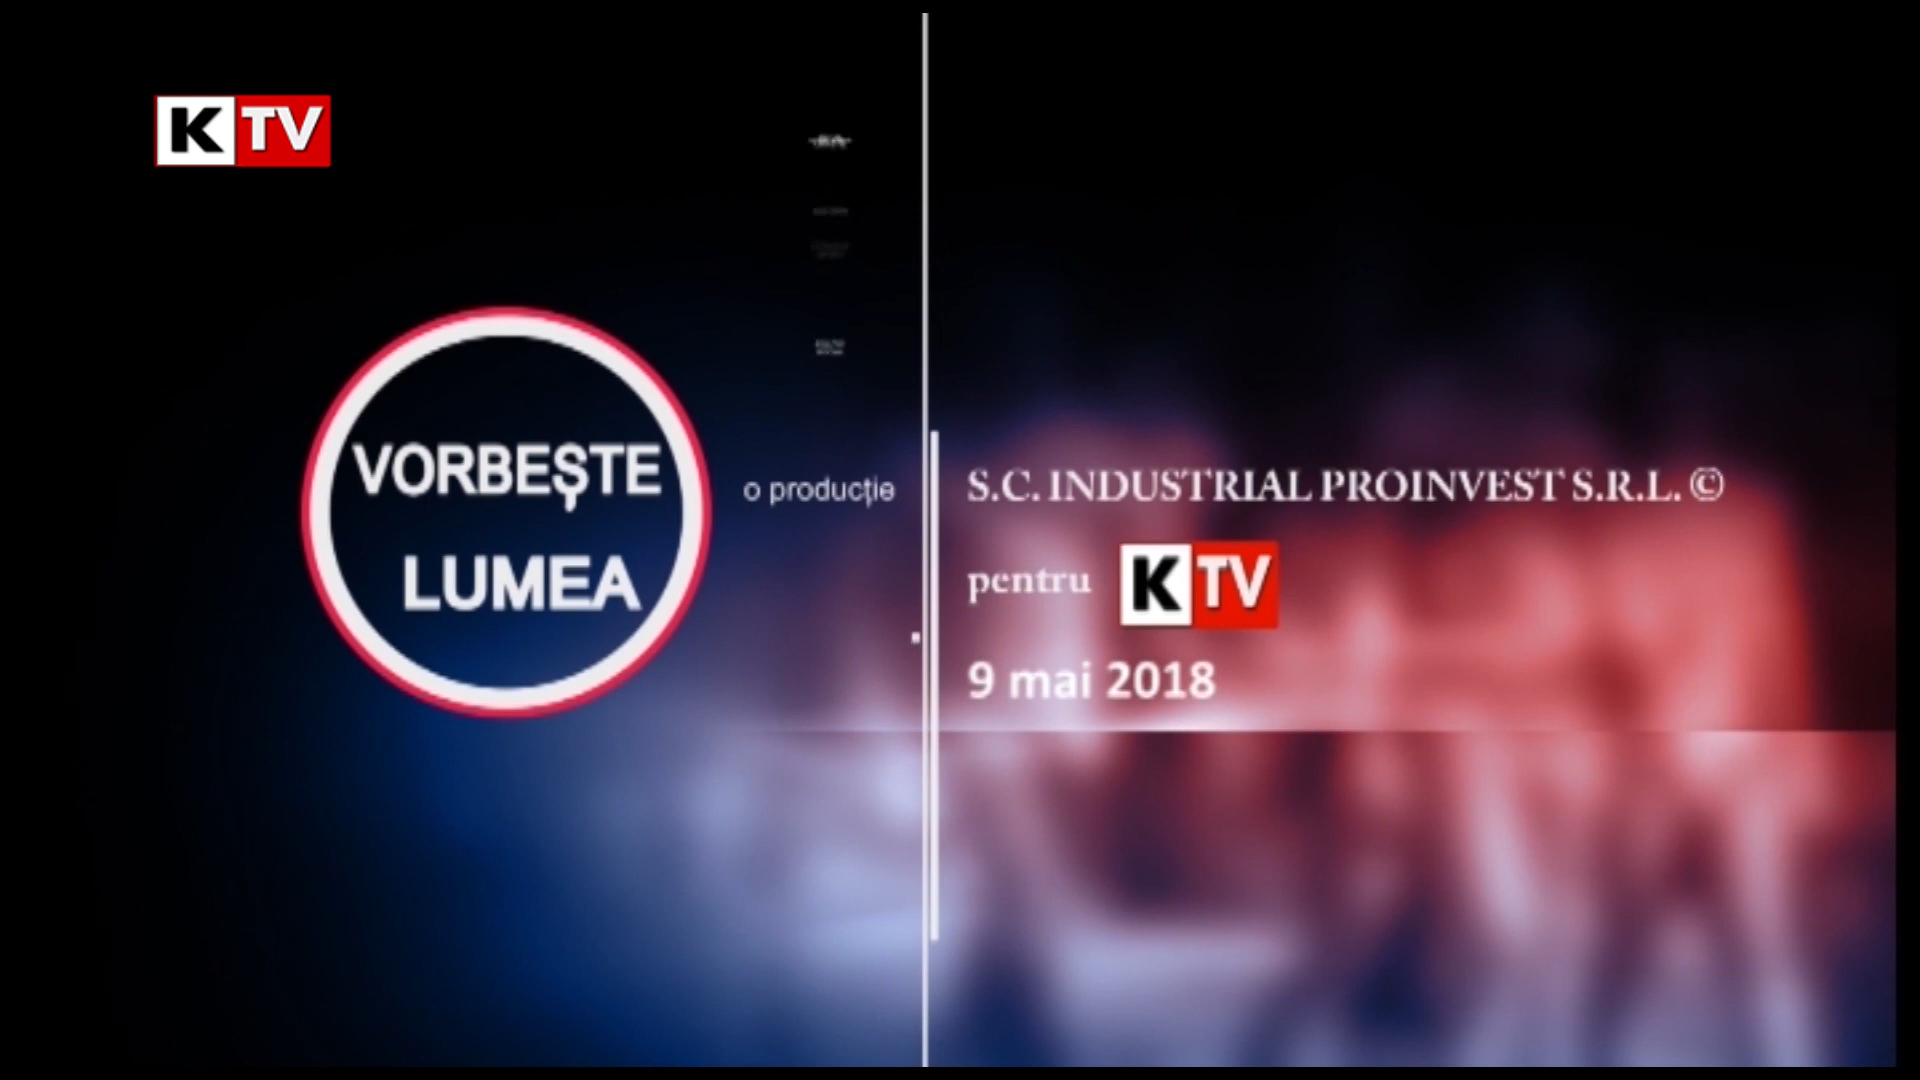 KTV
VORBEȘTE
LUMEA
o producție
S.C. INDUSTRIAL PROINVEST S.R.L. ©
pentru KTV
9 mai 2018